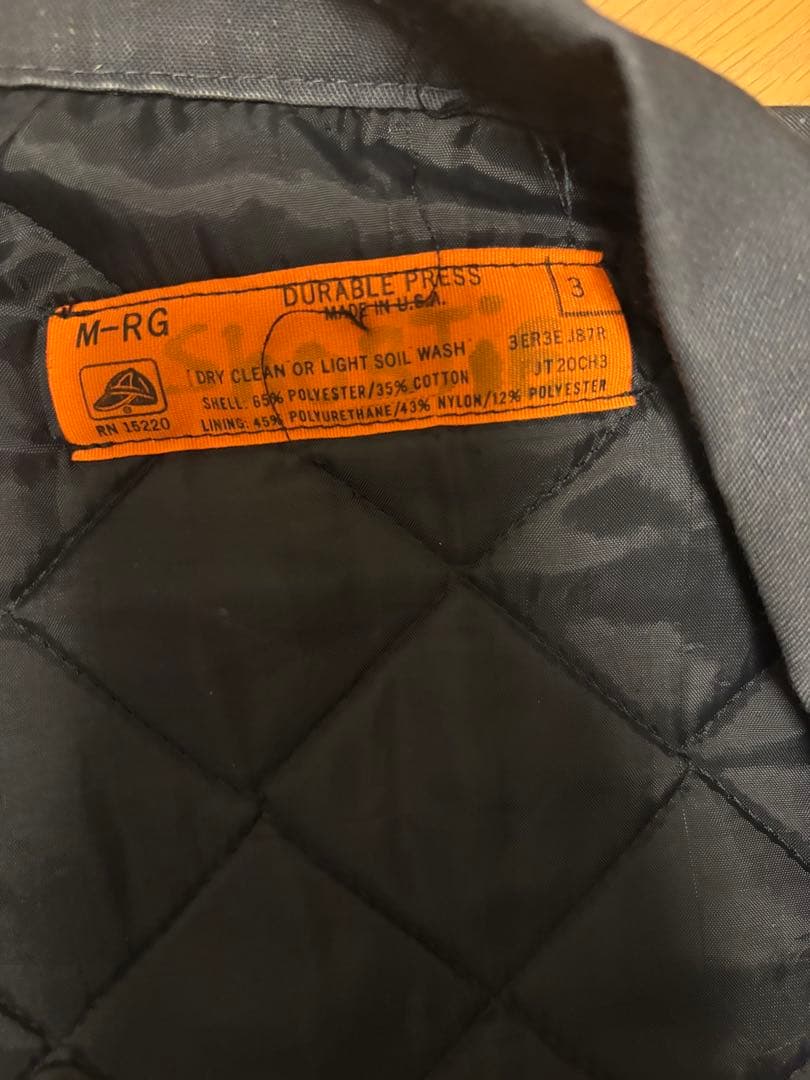 DURABLE PRESS
3
MADE IN U.S.A.
M-RG
"DRY CLEAN" OR LIGHT SOIL "WASH"
3ER3E J87R
SHELL: 65% POLYESTER/35% COTTON
JT20CH3
LINING: 45% POLYURETHANE/43% NYLON/12% POLYESTER
RN 15220